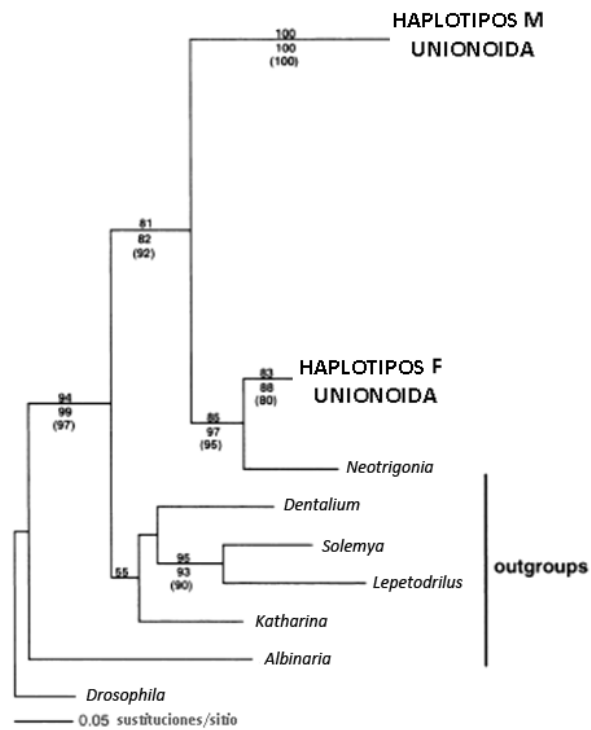 HAPLOTIPOS M
UNIONOIDA
100
100
(100)
81
82
(92)
HAPLOTIPOS F
UNIONOIDA
83
88
(80)
94
99
(97)
85
97
(95)
Neotrigonia
Dentalium
Solemya
95
93
(90)
outgroups
55
Lepetodrilus
Katharina
Albinaria
Drosophila
0.05 sustituciones/sitio